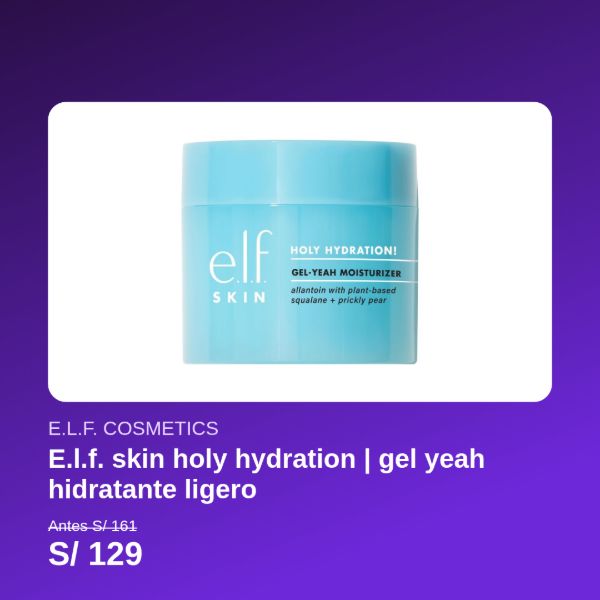 e.l.f.
SKIN
HOLY HYDRATION!
GEL-YEAH MOISTURIZER
allantoin with plant-based
squalane + prickly pear
E.L.F. COSMETICS
E.l.f. skin holy hydration | gel yeah
hidratante ligero
Antes S/ 161
S/ 129